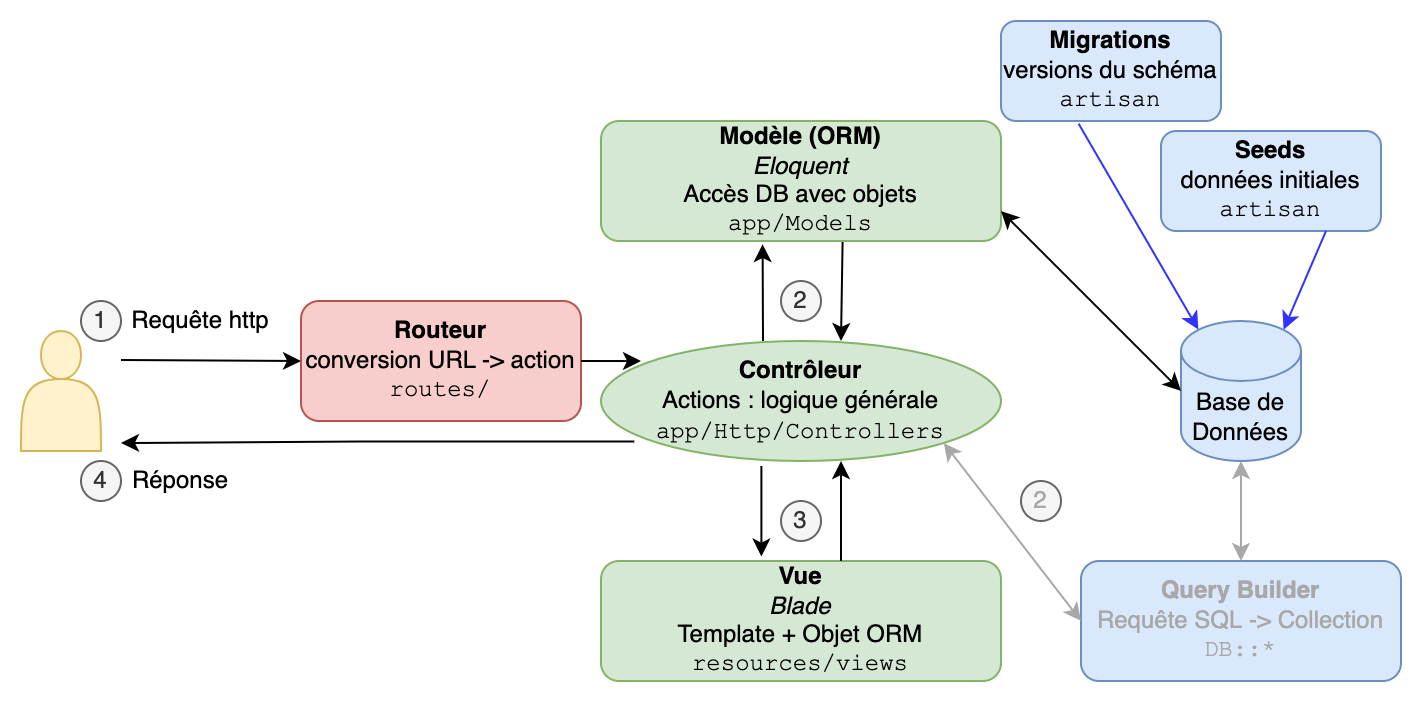 Migrations
versions du schéma
artisan
Seeds
données initiales
artisan
Modèle (ORM)
Eloquent
Accès DB avec objets
app/Models
1
Requête http
Routeur
conversion URL -> action
routes/
2
Contrôleur
Actions : logique générale
app/Http/Controllers
Base de
Données
4
Réponse
3
2
Vue
Blade
Template + Objet ORM
resources/views
Query Builder
Requête SQL -> Collection
DB::*